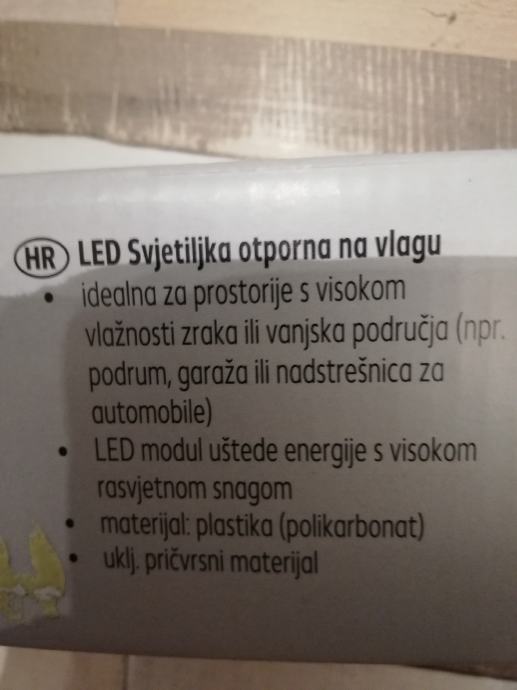 HR LED Svjetiljka otporna na vlagu
• idealna za prostorije s visokom
vlažnosti zraka ili vanjska područja (npr.
podrum, garaža ili nadstrešnica za
automobile)
• LED modul uštede energije s visokom
rasvjetnom snagom
• materijal: plastika (polikarbonat)
• uklj. pričvrsni materijal